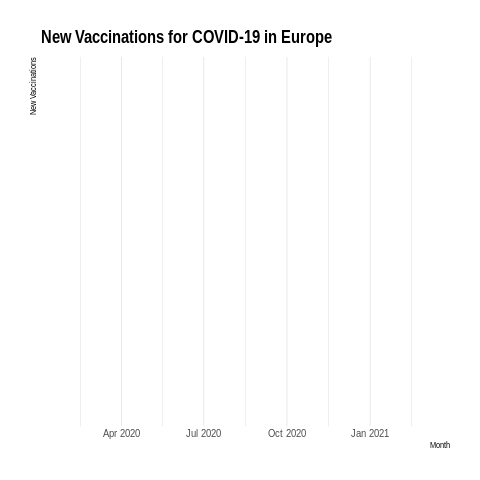 New Vaccinations for COVID-19 in Europe
New Vaccinations
Apr 2020 Jul 2020 Oct 2020 Jan 2021
Month